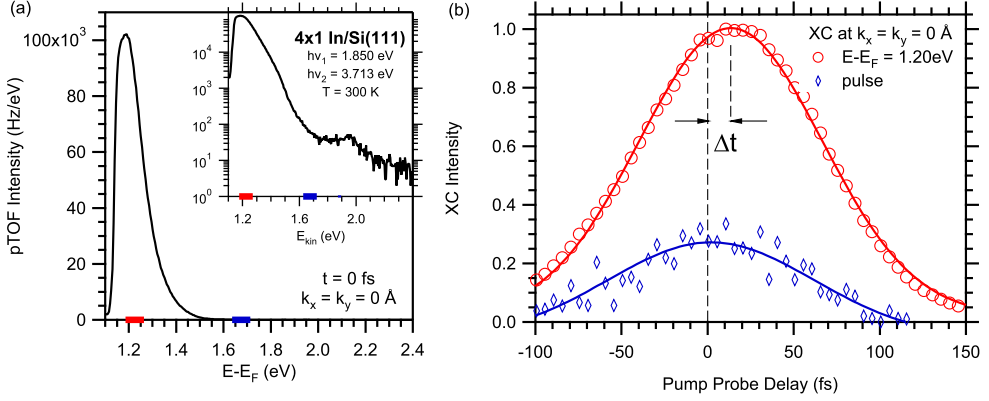 (a)
pTOF Intensity (Hz/eV)
100x10³
80
60
40
20
0
1.2
1.4
1.6
1.8
2.0
2.2
2.4
E-E_F (eV)
t = 0 fs
k_x = k_y = 0 Å
10⁴
10³
10²
10¹
10⁰
1.2
1.6
2.0
E_kin (eV)
4x1 In/Si(111)
hν₁ = 1.850 eV
hν₂ = 3.713 eV
T = 300 K
(b)
XC Intensity
1.0
0.8
0.6
0.4
0.2
0.0
-100
-50
0
50
100
150
Pump Probe Delay (fs)
XC at k_x = k_y = 0 Å
E-E_F = 1.20eV
pulse
Δt